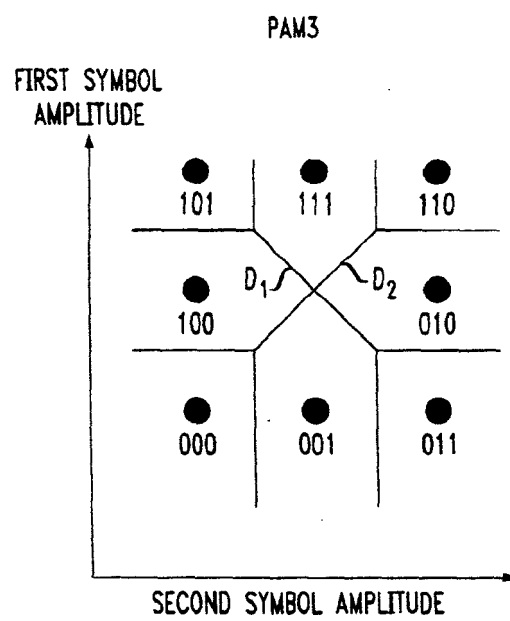 PAM3
FIRST SYMBOL
AMPLITUDE
101 111 110
D1 D2
100 010
000 001 011
SECOND SYMBOL AMPLITUDE